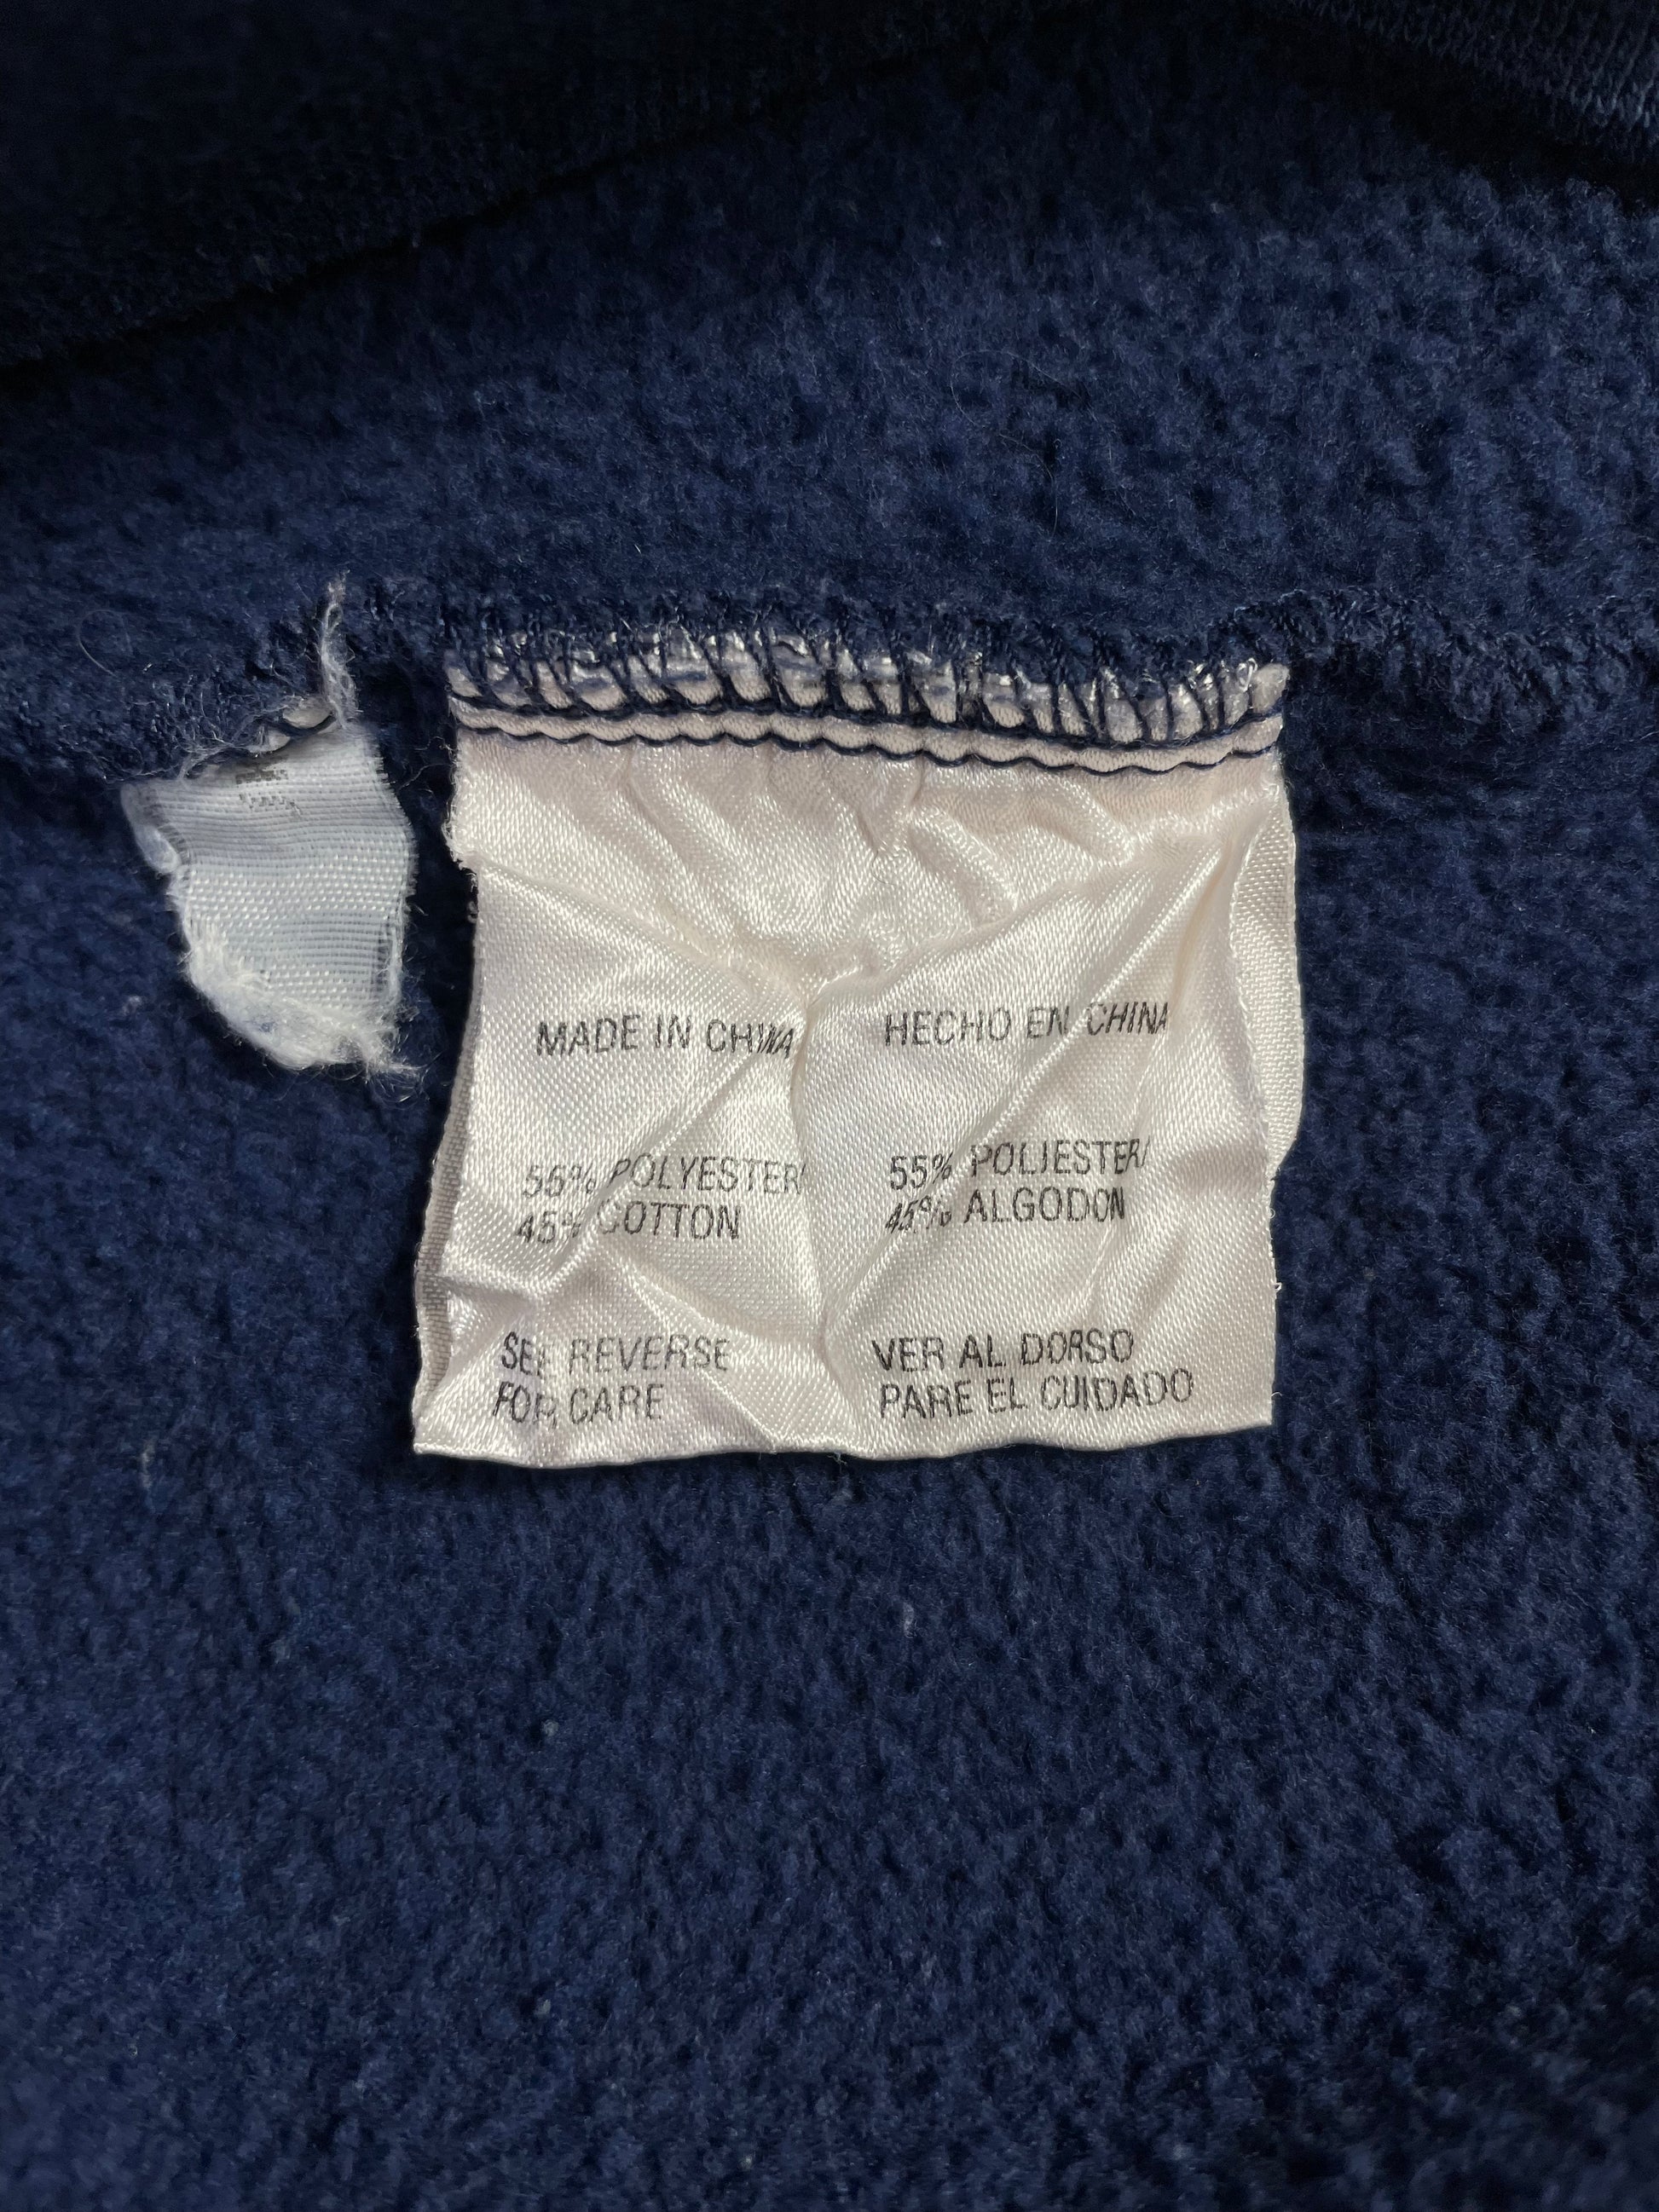 MADE IN CHINA
55% POLYESTER/
45% COTTON
SEE REVERSE
FOR CARE
HECHO EN CHINA
55% POLIESTER/
45% ALGODON
VER AL DORSO
PARE EL CUIDADO